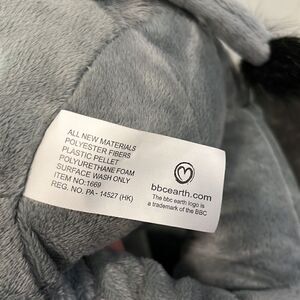 ALL NEW MATERIALS
POLYESTER FIBERS
PLASTIC PELLET
POLYURETHANE FOAM
SURFACE WASH ONLY
ITEM NO:1669
REG. NO. PA - 14527 (HK)
bbcearth.com
The bbc earth logo is
a trademark of the BBC